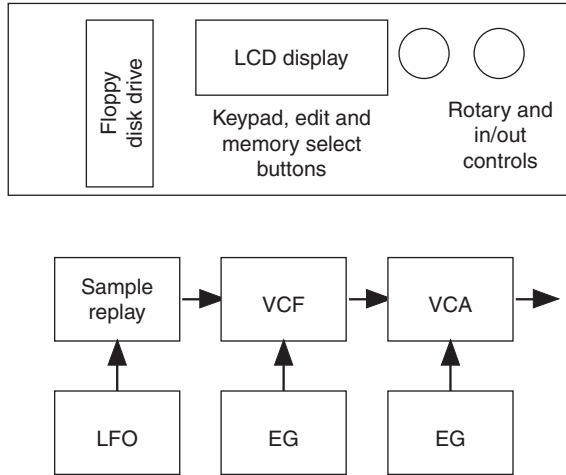 Floppy
disk drive
LCD display
Keypad, edit and
memory select
buttons
Rotary and
in/out
controls
Sample
replay
VCF
VCA
LFO
EG
EG